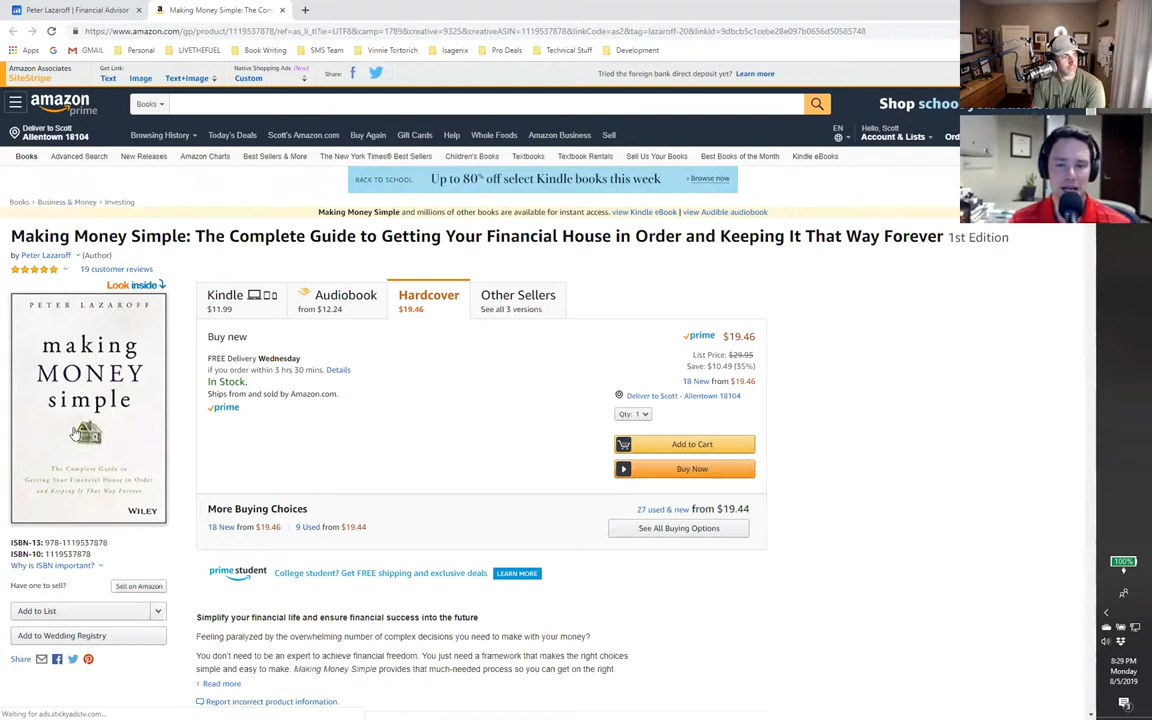 Peter Lazaroff | Financial Advisor
Making Money Simple: The Com
https://www.amazon.com/gp/product/1119537878/ref=as_li_tl?ie=UTF8&camp=1789&creative=9325&creativeASIN=1119537878&linkCode=as2&tag=lazaroff-20&linkId=9dbcb5c1cebe28e097b0656d50585748
Apps GMAIL Personal LIVETHEFUEL Book Writing SMS Team Vinnie Tortorich Isagenix Pro Deals Technical Stuff Development
Amazon Associates
SiteStripe
Get Link:
Text Image Text+Image
Native Shopping Ads (New)
Custom
Share:
Tried the foreign bank direct deposit yet? Learn more
amazon prime
Books
Shop schoo
Deliver to Scott
Allentown 18104
Browsing History Today's Deals Scott's Amazon.com Buy Again Gift Cards Help Whole Foods Amazon Business Sell
EN
Hello, Scott
Account & Lists
Ord
Books Advanced Search New Releases Amazon Charts Best Sellers & More The New York Times® Best Sellers Children's Books Textbooks Textbook Rentals Sell Us Your Books Best Books of the Month Kindle eBooks
BACK TO SCHOOL Up to 80% off select Kindle books this week › Browse now
Books › Business & Money › Investing
Making Money Simple and millions of other books are available for instant access. view Kindle eBook | view Audible audiobook
Making Money Simple: The Complete Guide to Getting Your Financial House in Order and Keeping It That Way Forever 1st Edition
by Peter Lazaroff (Author)
19 customer reviews
Look inside
PETER LAZAROFF
making
MONEY
simple
The Complete Guide to
Getting Your Financial House in Order
and Keeping It That Way Forever
WILEY
ISBN-13: 978-1119537878
ISBN-10: 1119537878
Why is ISBN important?
Have one to sell? Sell on Amazon
Add to List
Add to Wedding Registry
Share
Kindle
$11.99
Audiobook
from $12.24
Hardcover
$19.46
Other Sellers
See all 3 versions
Buy new
prime $19.46
FREE Delivery Wednesday
if you order within 3 hrs 30 mins. Details
In Stock.
Ships from and sold by Amazon.com.
prime
List Price: $29.95
Save: $10.49 (35%)
18 New from $19.46
Deliver to Scott - Allentown 18104
Qty: 1
Add to Cart
Buy Now
More Buying Choices
18 New from $19.46 9 Used from $19.44
27 used & new from $19.44
See All Buying Options
prime student College student? Get FREE shipping and exclusive deals LEARN MORE
Simplify your financial life and ensure financial success into the future
Feeling paralyzed by the overwhelming number of complex decisions you need to make with your money?
You don't need to be an expert to achieve financial freedom. You just need a framework that makes the right choices
simple and easy to make. Making Money Simple provides that much-needed process so you can get on the right
‹ Read more
Report incorrect product information.
Waiting for ads.stickyadstv.com...
100%
8:29 PM
Monday
8/5/2019
3